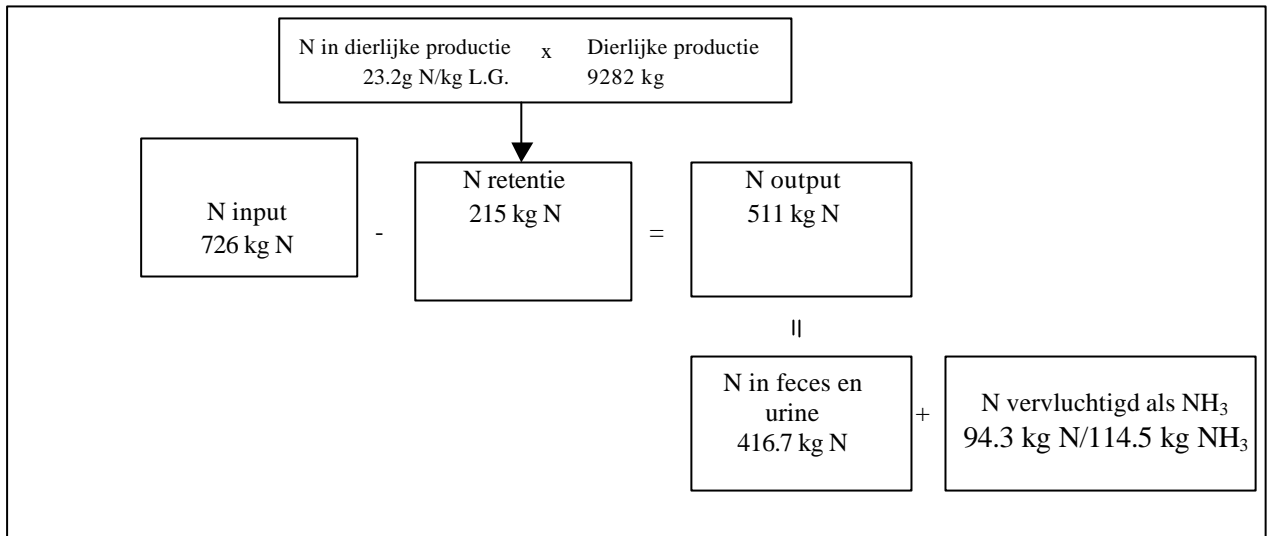 N in dierlijke productie x Dierlijke productie
23.2g N/kg L.G. 9282 kg
N input
726 kg N
-
N retentie
215 kg N
=
N output
511 kg N
=
N in feces en
urine
416.7 kg N
+
N vervluchtigd als NH₃
94.3 kg N/114.5 kg NH₃